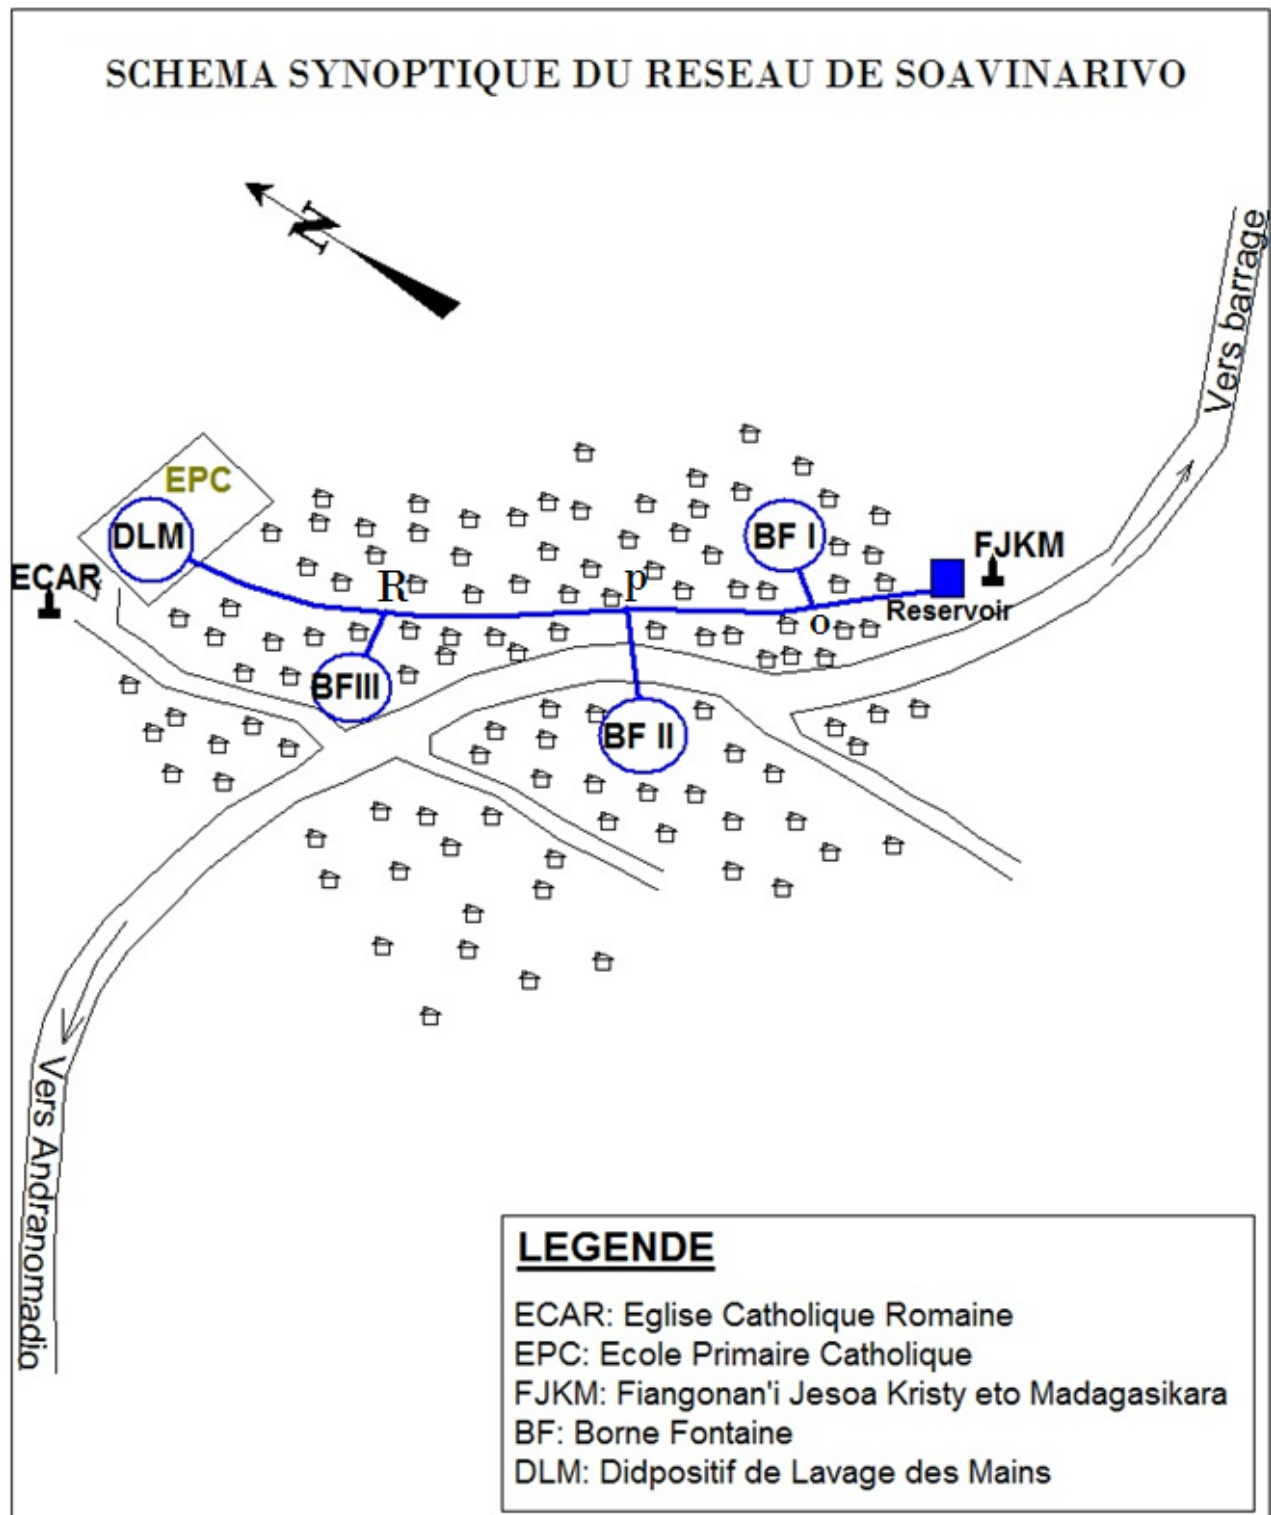 SCHEMA SYNOPTIQUE DU RESEAU DE SOAVINARIVO
N
Vers barrage
EPC
DLM
BF I
FJKM
ECAR
R
p
Reservoir
o
BFIII
BF II
Vers Andranomadio
LEGENDE
ECAR: Eglise Catholique Romaine
EPC: Ecole Primaire Catholique
FJKM: Fiangonan'i Jesoa Kristy eto Madagasikara
BF: Borne Fontaine
DLM: Didpositif de Lavage des Mains